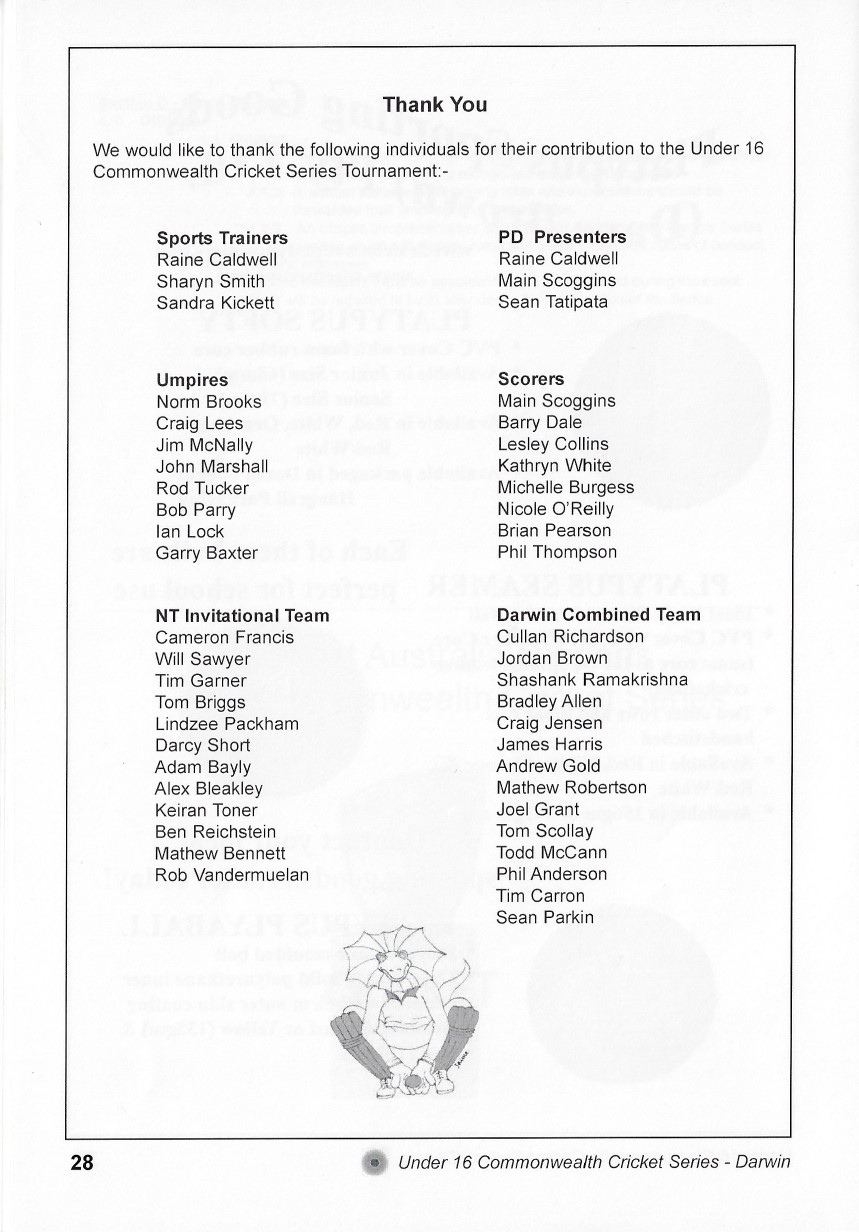 Thank You
We would like to thank the following individuals for their contribution to the Under 16
Commonwealth Cricket Series Tournament:-
Sports Trainers
Raine Caldwell
Sharyn Smith
Sandra Kickett
PD Presenters
Raine Caldwell
Main Scoggins
Sean Tatipata
Umpires
Norm Brooks
Craig Lees
Jim McNally
John Marshall
Rod Tucker
Bob Parry
Ian Lock
Garry Baxter
Scorers
Main Scoggins
Barry Dale
Lesley Collins
Kathryn White
Michelle Burgess
Nicole O'Reilly
Brian Pearson
Phil Thompson
NT Invitational Team
Cameron Francis
Will Sawyer
Tim Garner
Tom Briggs
Lindzee Packham
Darcy Short
Adam Bayly
Alex Bleakley
Keiran Toner
Ben Reichstein
Mathew Bennett
Rob Vandermuelan
Darwin Combined Team
Cullan Richardson
Jordan Brown
Shashank Ramakrishna
Bradley Allen
Craig Jensen
James Harris
Andrew Gold
Mathew Robertson
Joel Grant
Tom Scollay
Todd McCann
Phil Anderson
Tim Carron
Sean Parkin
28
Under 16 Commonwealth Cricket Series - Darwin